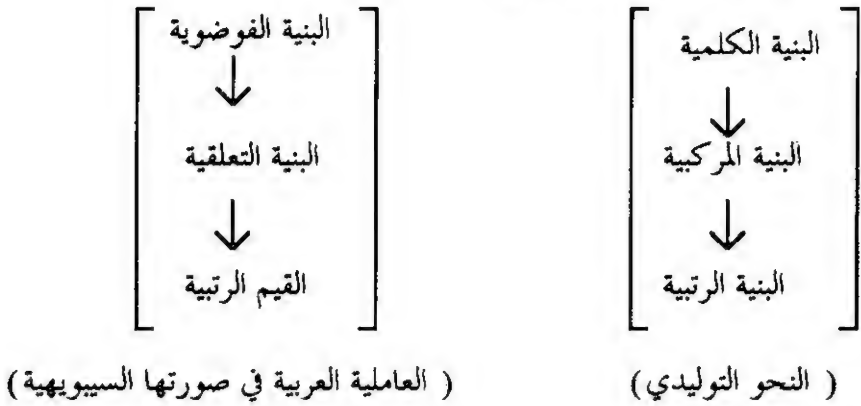 البنية الكلمية
البنية المركبية
البنية الرتبية
( النحو التوليدي )
البنية الفوضوية
البنية التعلقية
القيم الرتبية
( العاملية العربية في صورتها السيبويهية )